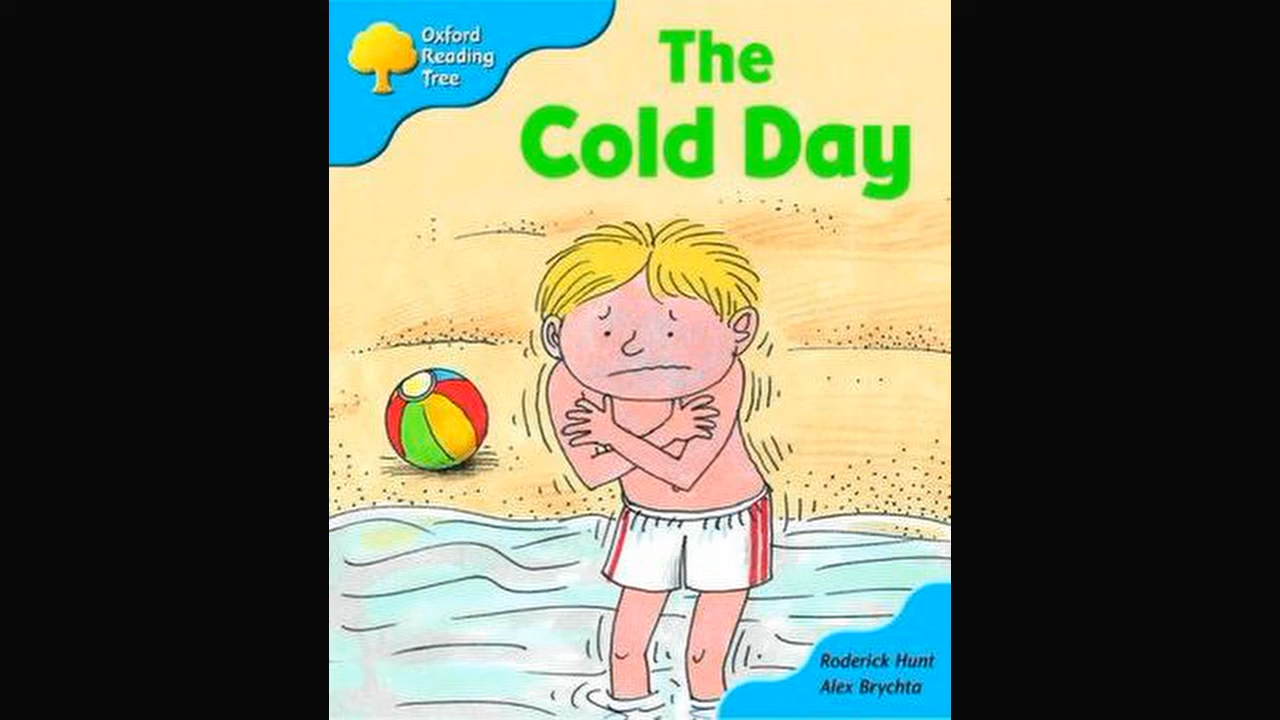 Oxford
Reading
Tree
The
Cold Day
Roderick Hunt
Alex Brychta